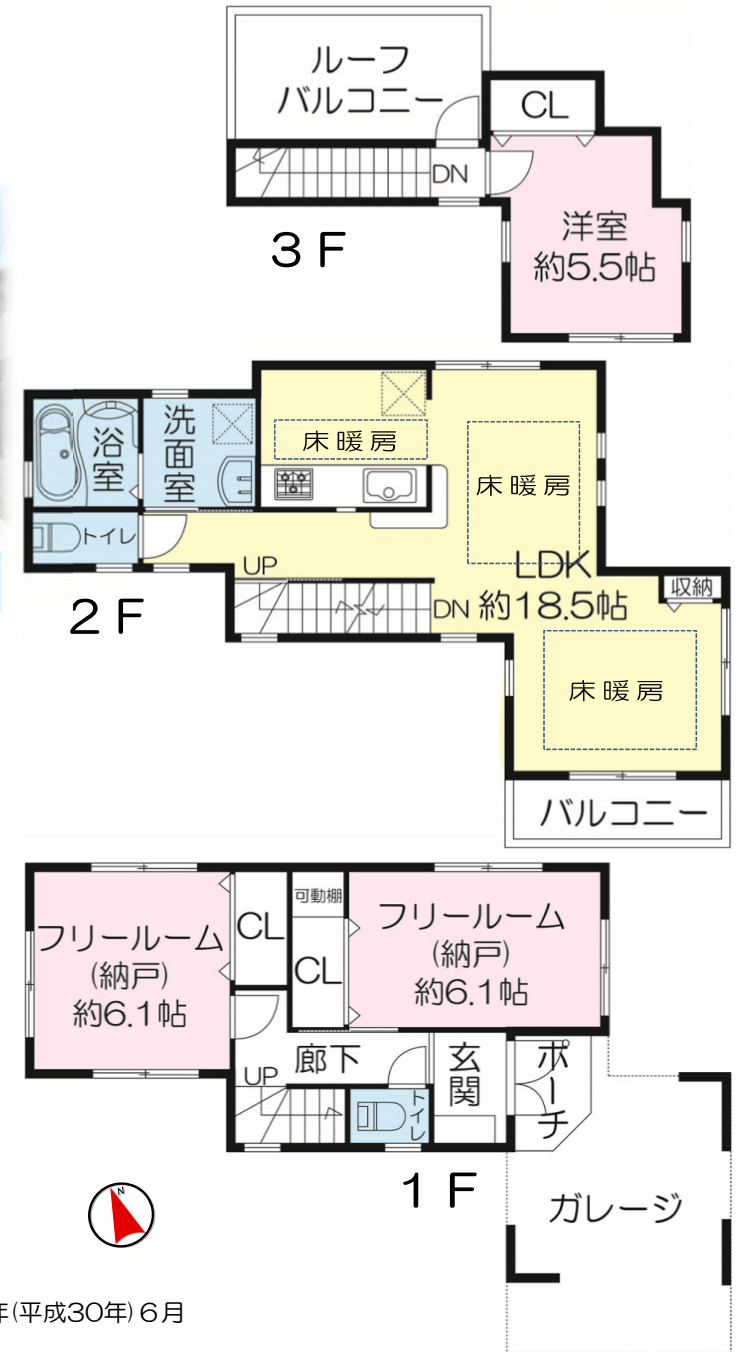 ルーフ
バルコニー
CL
DN
洋室
約5.5帖
3F
浴室
洗面室
床暖房
床暖房
トイレ
UP
LDK
約18.5帖
収納
DN
2F
床暖房
バルコニー
フリールーム
(納戸)
約6.1帖
CL
可動棚
CL
フリールーム
(納戸)
約6.1帖
UP
廊下
トイレ
玄関
ポーチ
1F
ガレージ
N
年(平成30年)6月